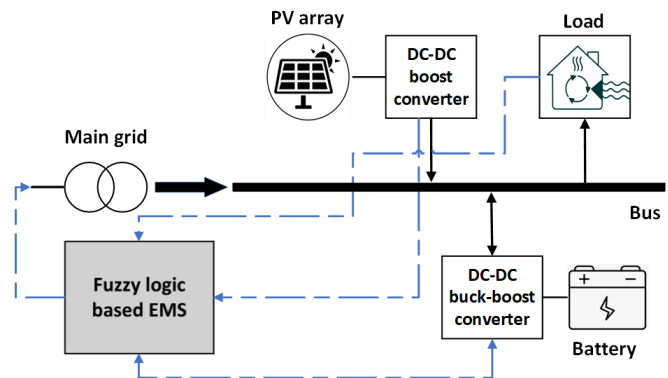 PV array
DC-DC
boost
converter
Load
Main grid
Bus
Fuzzy logic
based EMS
DC-DC
buck-boost
converter
+ −
Battery